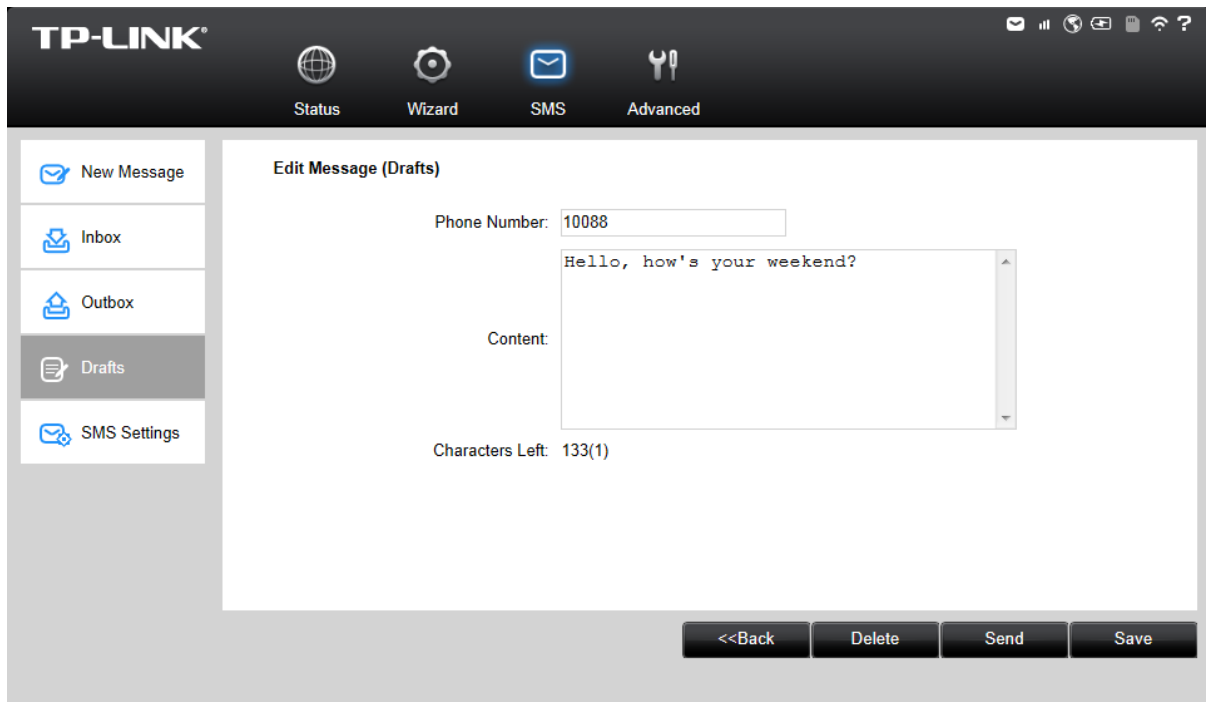 TP-LINK®
?
Status Wizard SMS Advanced
New Message
Inbox
Outbox
Drafts
SMS Settings
Edit Message (Drafts)
Phone Number: 10088
Hello, how's your weekend?
Content:
Characters Left: 133(1)
<<Back Delete Send Save